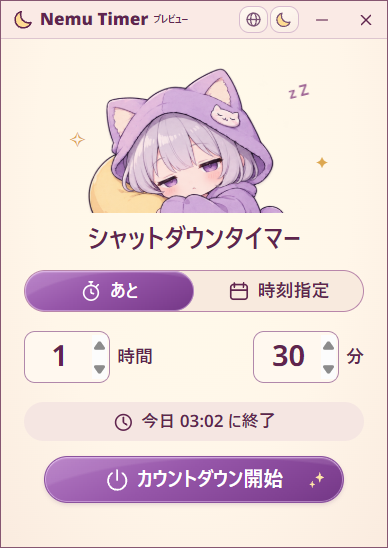 Nemu Timer プレビュー
z Z
シャットダウンタイマー
あと 時刻指定
1 時間 30 分
今日 03:02 に終了
カウントダウン開始